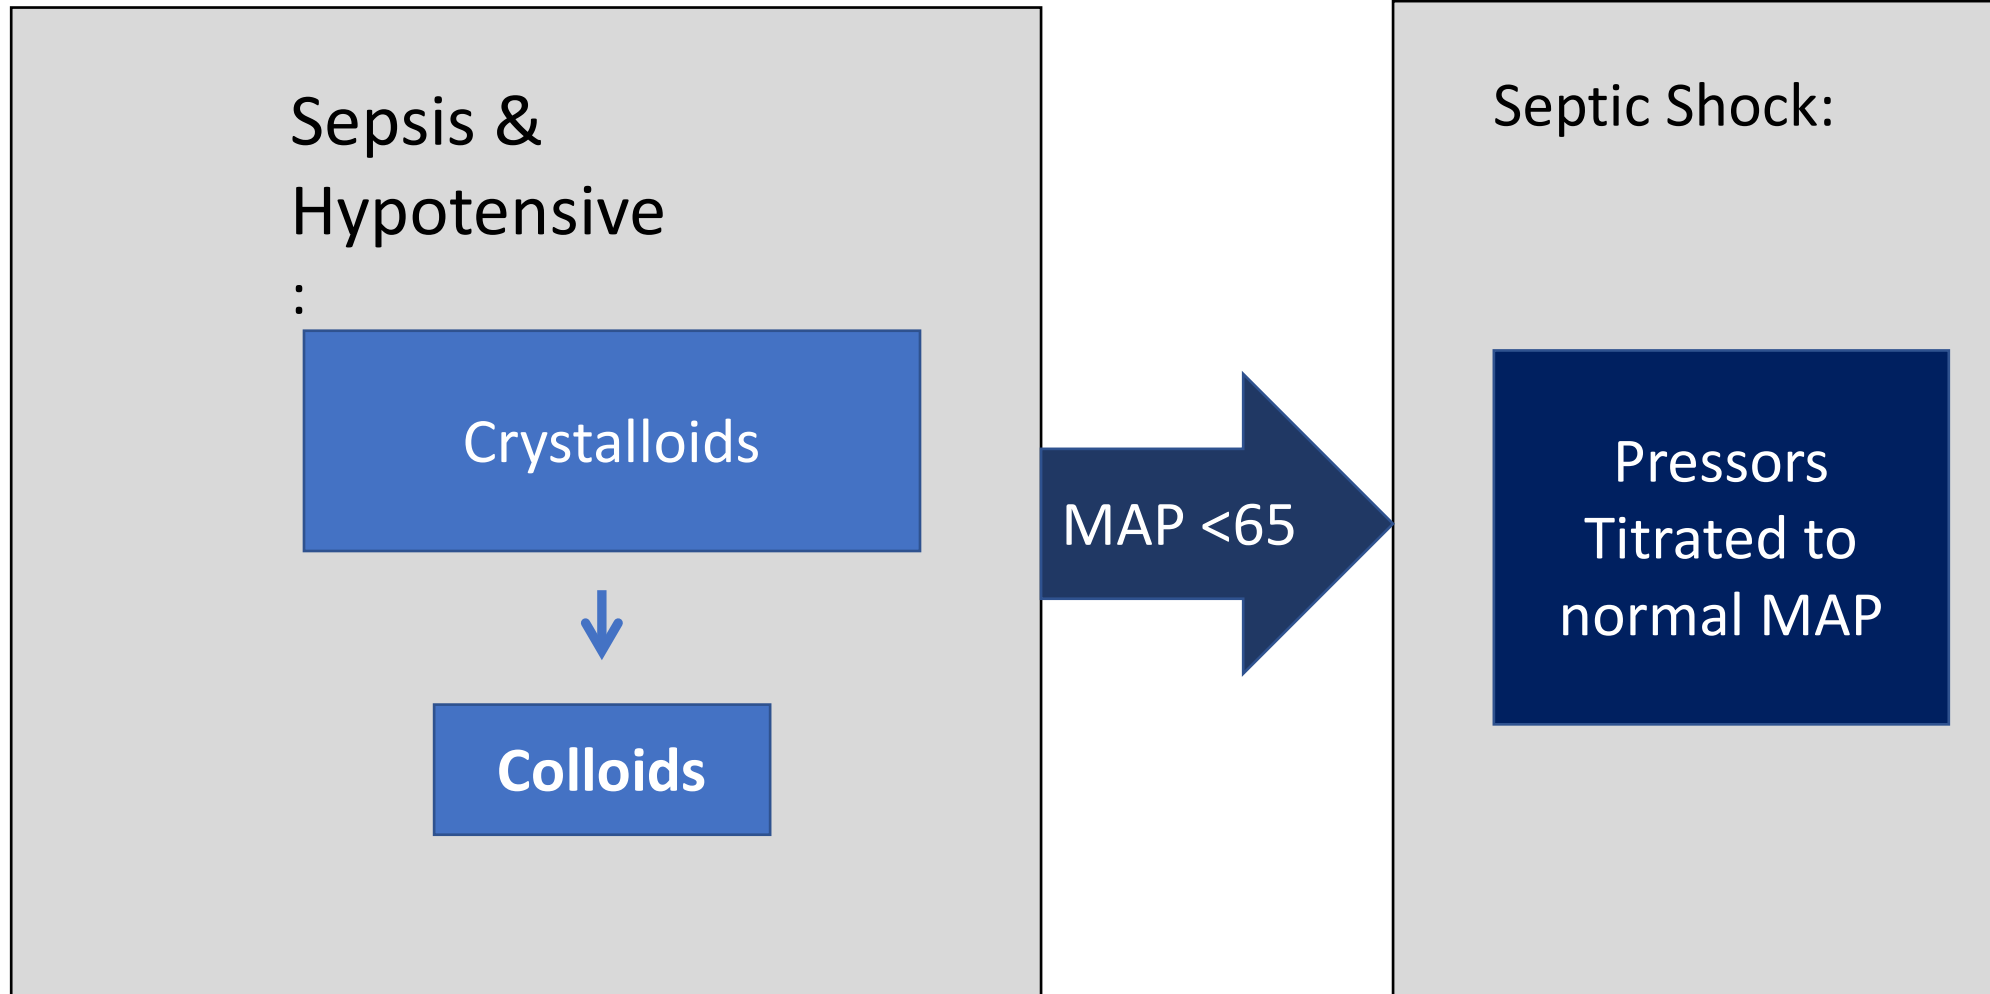 Sepsis &
Hypotensive
:
Crystalloids
Colloids
MAP <65
Septic Shock:
Pressors
Titrated to
normal MAP